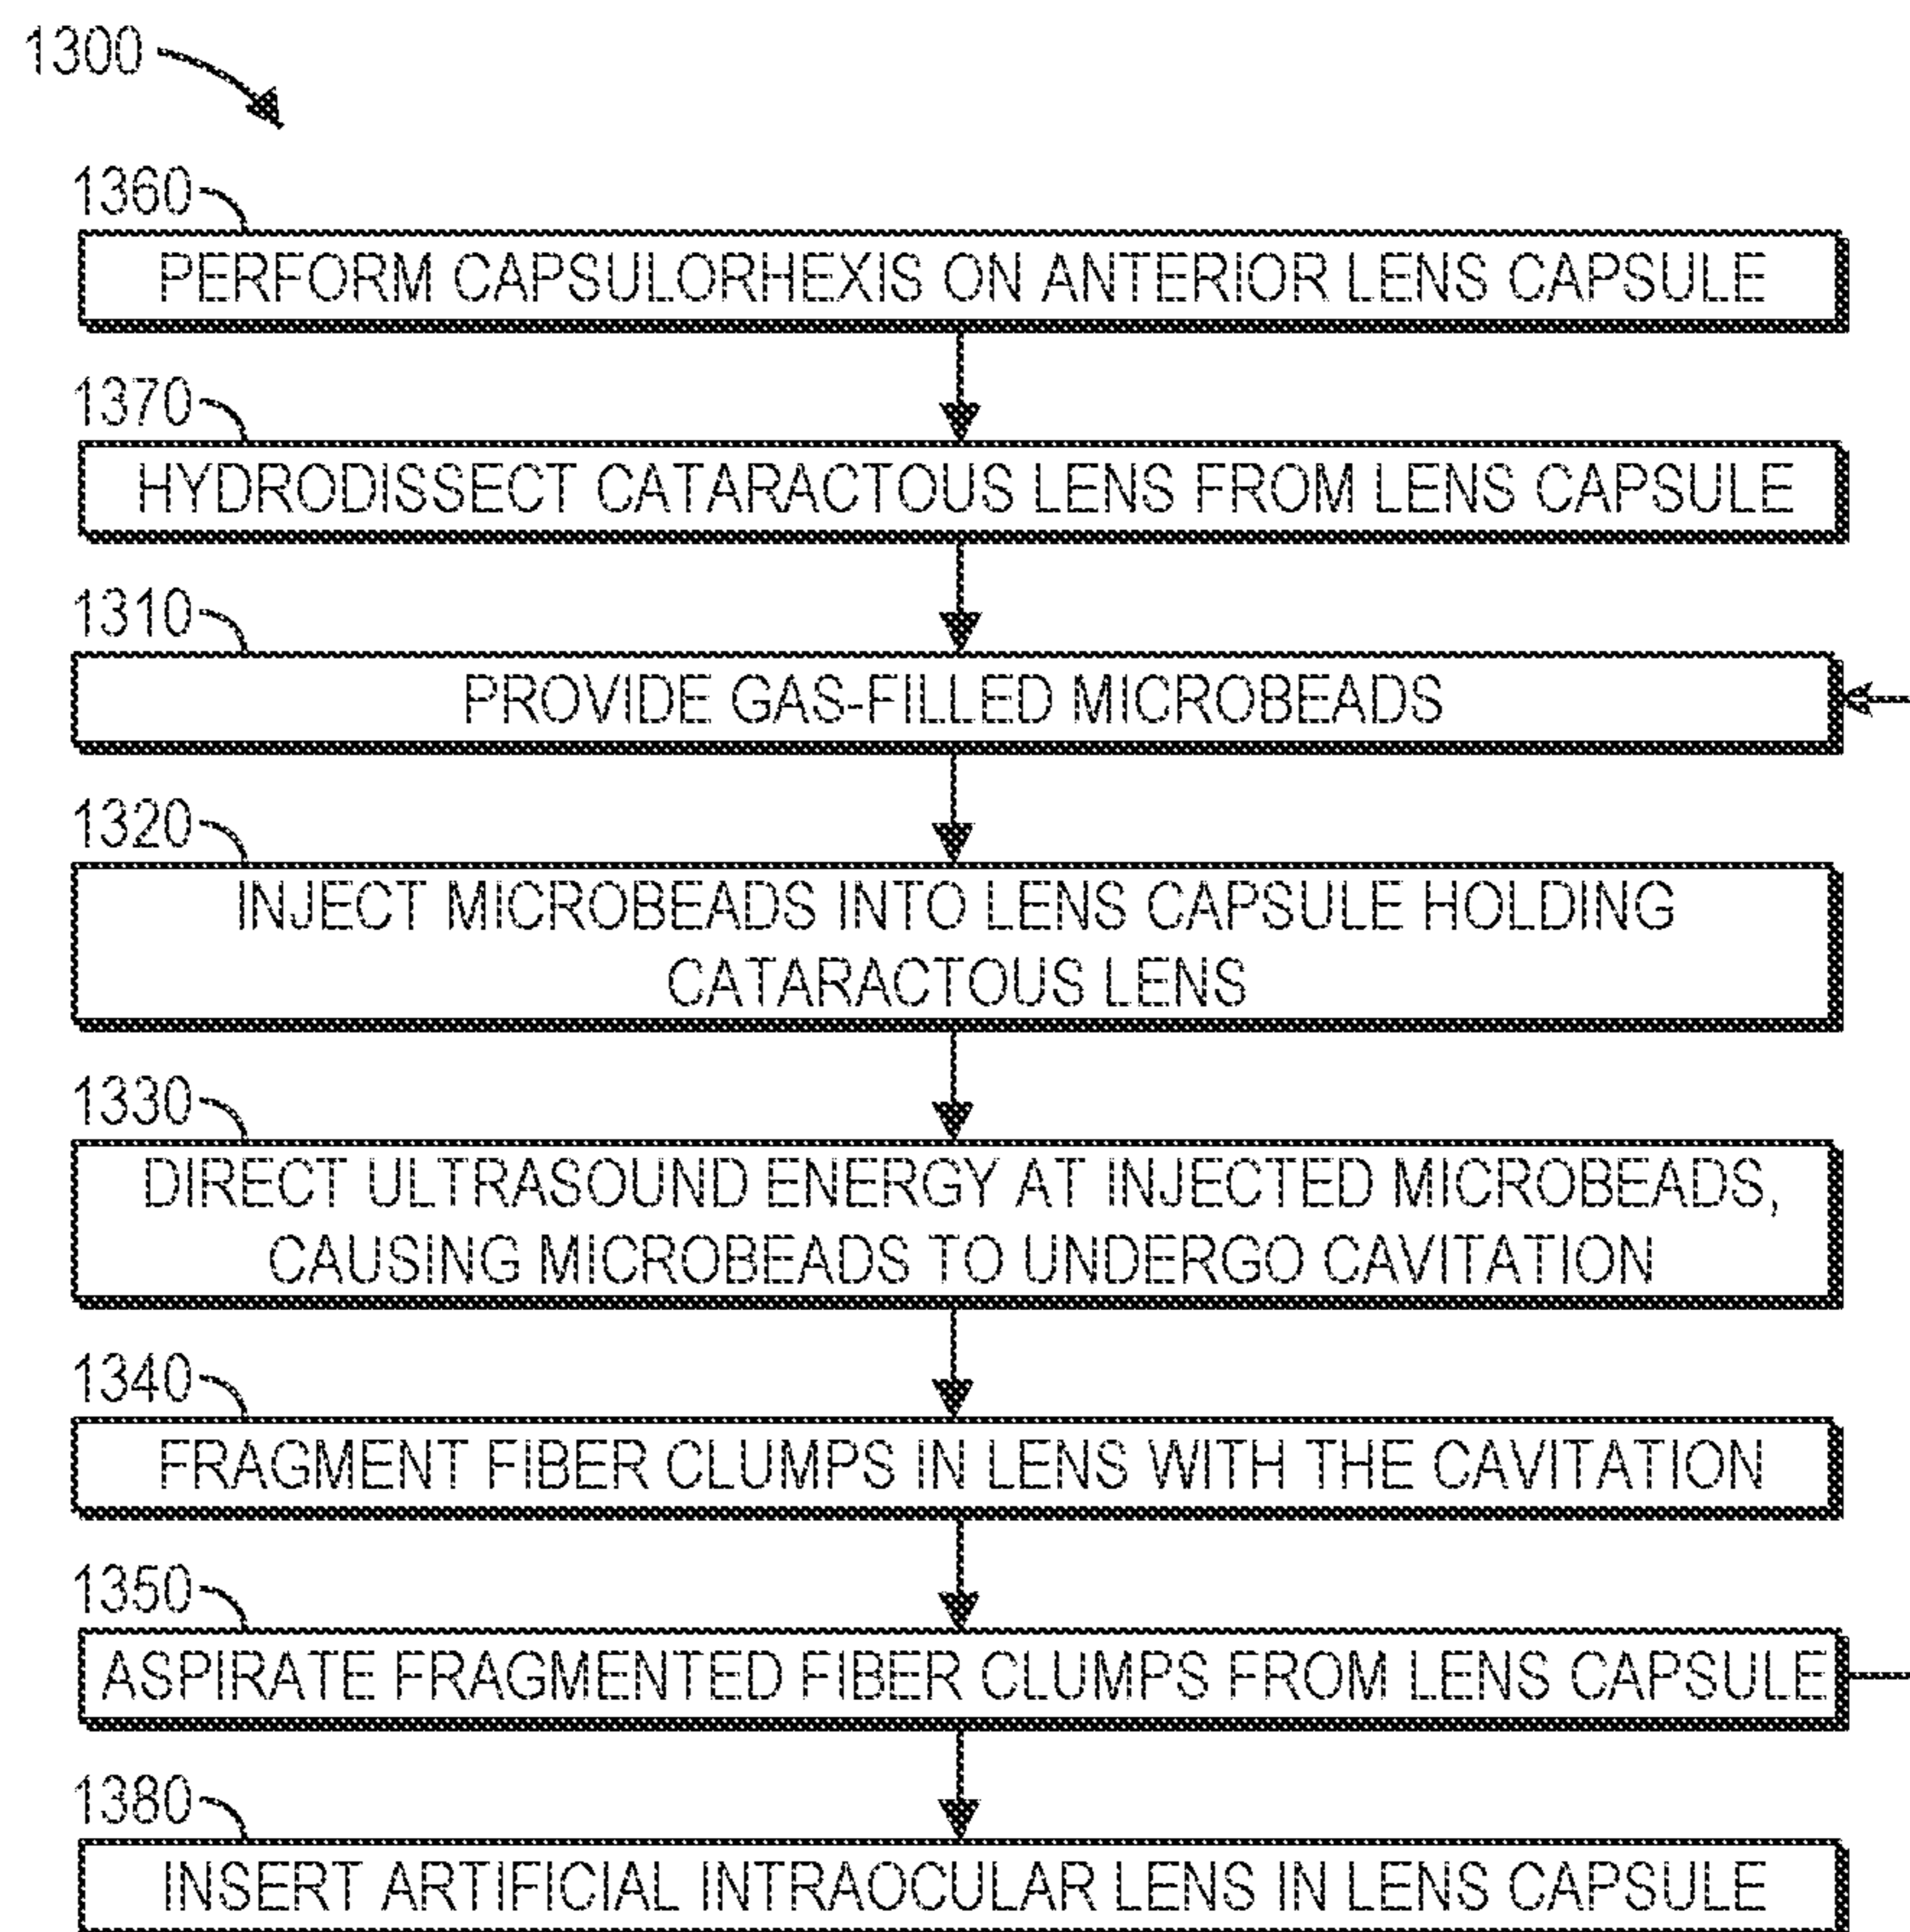 1300
1360
PERFORM CAPSULORHEXIS ON ANTERIOR LENS CAPSULE
1370
HYDRODISSECT CATARACTOUS LENS FROM LENS CAPSULE
1310
PROVIDE GAS-FILLED MICROBEADS
1320
INJECT MICROBEADS INTO LENS CAPSULE HOLDING
CATARACTOUS LENS
1330
DIRECT ULTRASOUND ENERGY AT INJECTED MICROBEADS,
CAUSING MICROBEADS TO UNDERGO CAVITATION
1340
FRAGMENT FIBER CLUMPS IN LENS WITH THE CAVITATION
1350
ASPIRATE FRAGMENTED FIBER CLUMPS FROM LENS CAPSULE
1380
INSERT ARTIFICIAL INTRAOCULAR LENS IN LENS CAPSULE